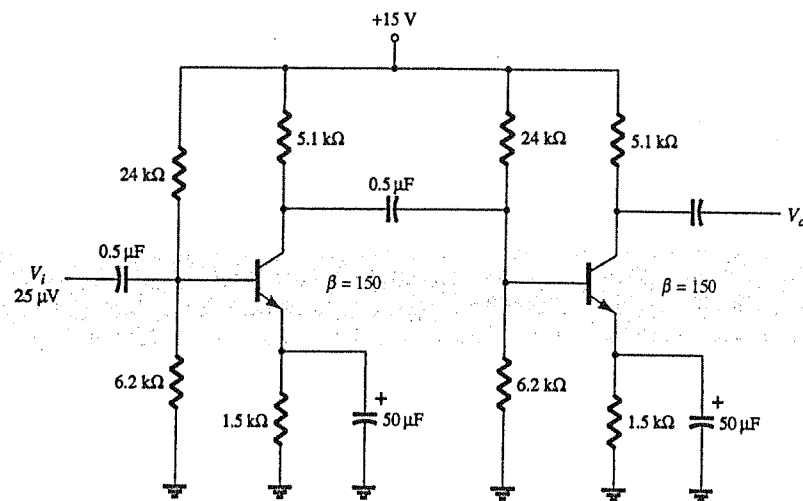 +15 V
5.1 kΩ
24 kΩ
5.1 kΩ
24 kΩ
0.5 μF
0.5 μF
V_i
25 μV
β = 150
β = 150
V_o
6.2 kΩ
6.2 kΩ
1.5 kΩ
+
50 μF
1.5 kΩ
+
50 μF